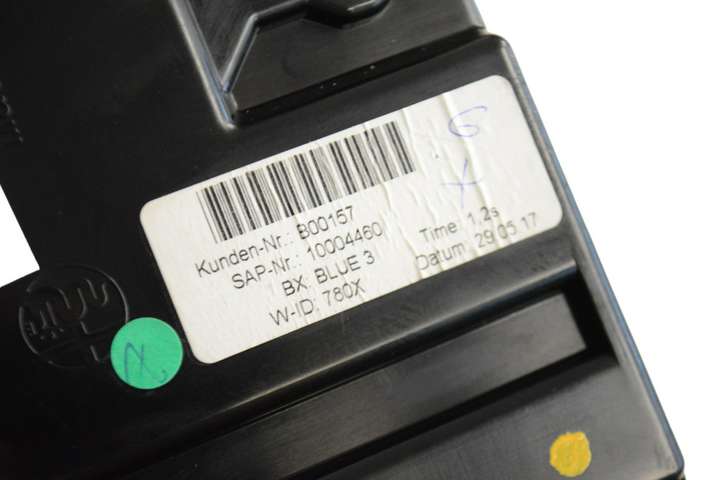 Kunden-Nr.: B00157
SAP-Nr.: 10004460
BX: BLUE 3
W-ID: 780X
Time: 1,2s
Datum: 29.05.17